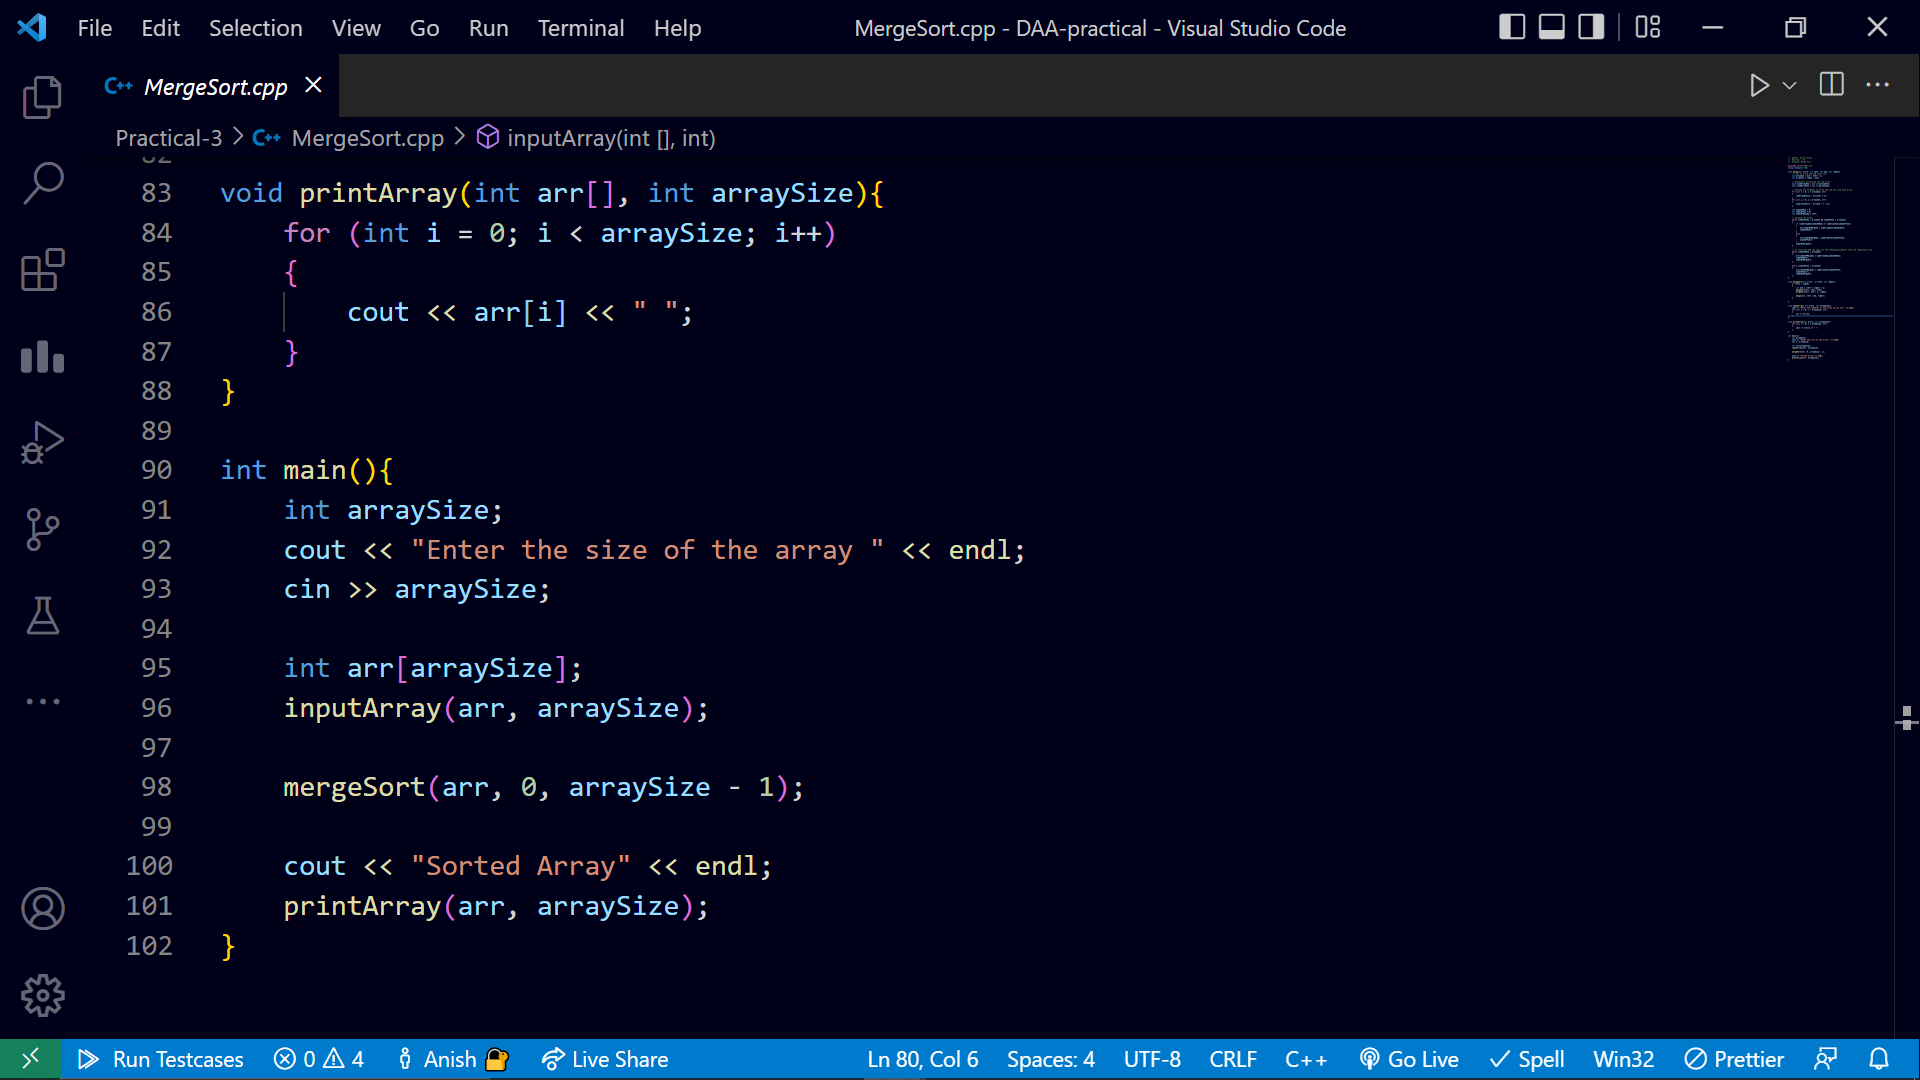 File Edit Selection View Go Run Terminal Help MergeSort.cpp - DAA-practical - Visual Studio Code
C++ MergeSort.cpp
Practical-3 > C++ MergeSort.cpp > inputArray(int [], int)
82
83 void printArray(int arr[], int arraySize){
84     for (int i = 0; i < arraySize; i++)
85     {
86         cout << arr[i] << " ";
87     }
88 }
89
90 int main(){
91     int arraySize;
92     cout << "Enter the size of the array " << endl;
93     cin >> arraySize;
94
95     int arr[arraySize];
96     inputArray(arr, arraySize);
97
98     mergeSort(arr, 0, arraySize - 1);
99
100     cout << "Sorted Array" << endl;
101     printArray(arr, arraySize);
102 }
Run Testcases 0 4 Anish Live Share Ln 80, Col 6 Spaces: 4 UTF-8 CRLF C++ Go Live Spell Win32 Prettier